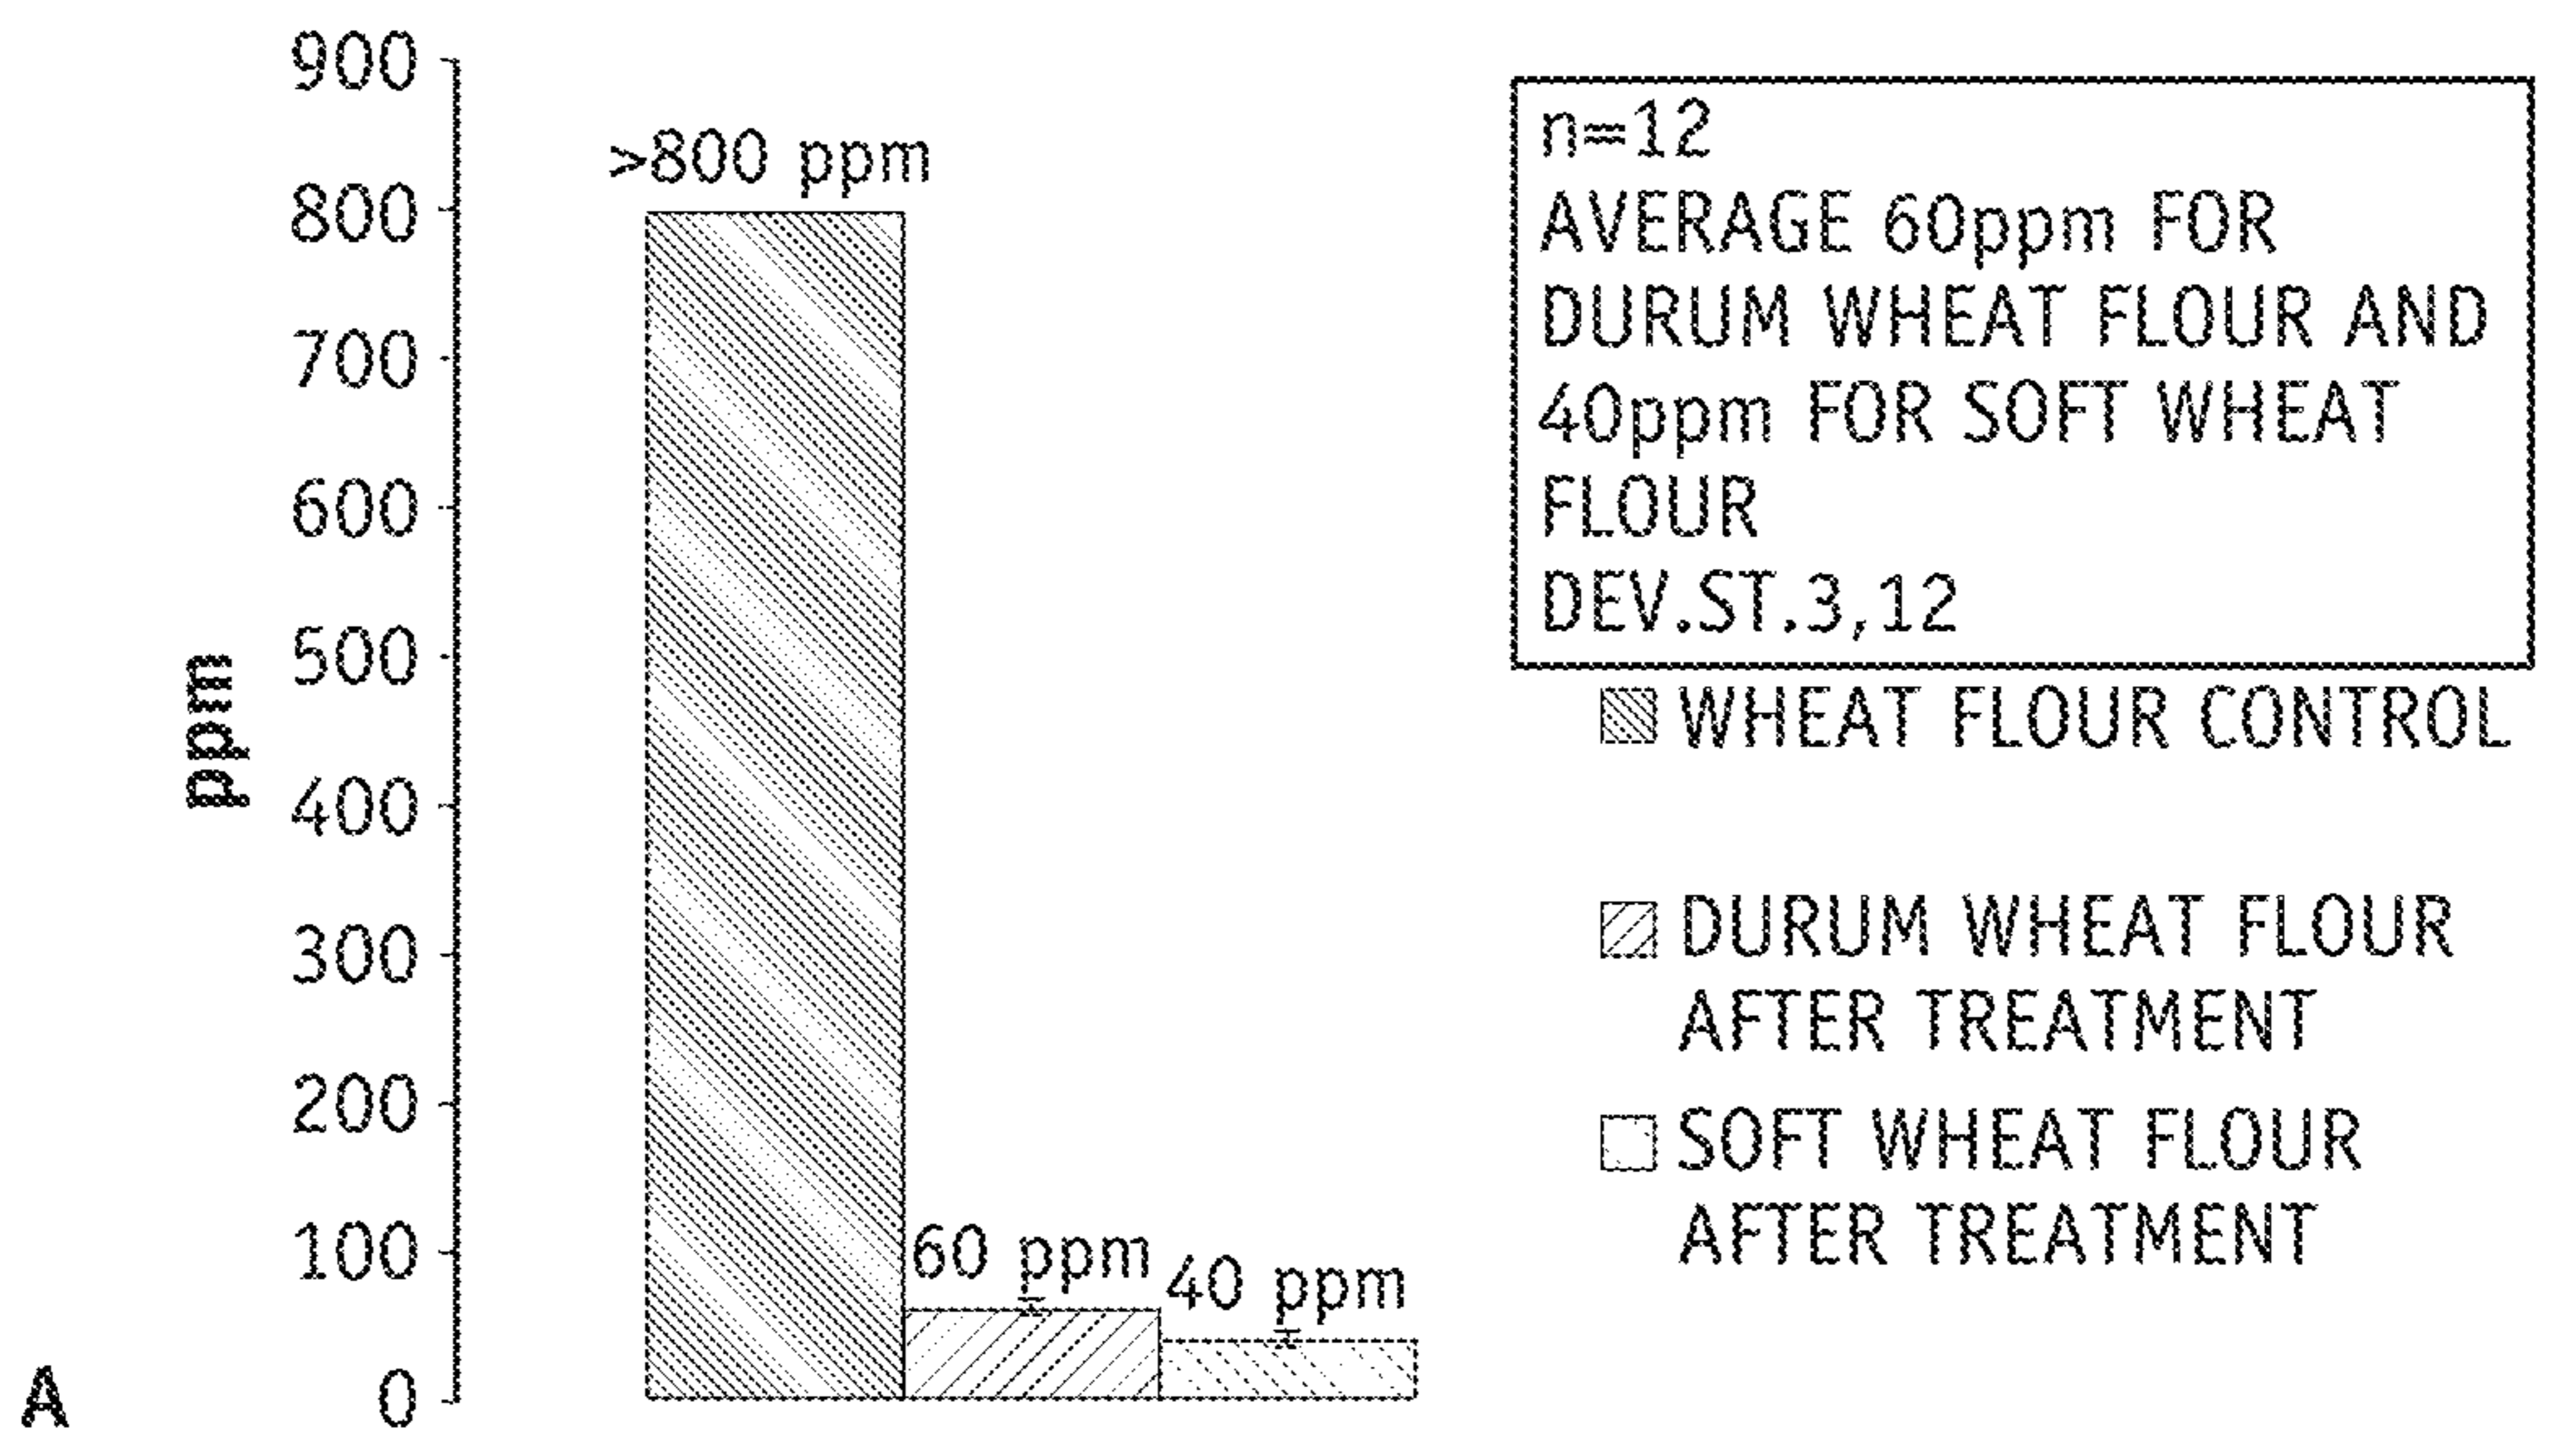 900
800
700
600
500
400
300
200
100
0
ppm
>800 ppm
60 ppm
40 ppm
n=12
AVERAGE 60ppm FOR
DURUM WHEAT FLOUR AND
40ppm FOR SOFT WHEAT
FLOUR
DEV.ST.3,12
WHEAT FLOUR CONTROL
DURUM WHEAT FLOUR
AFTER TREATMENT
SOFT WHEAT FLOUR
AFTER TREATMENT
A